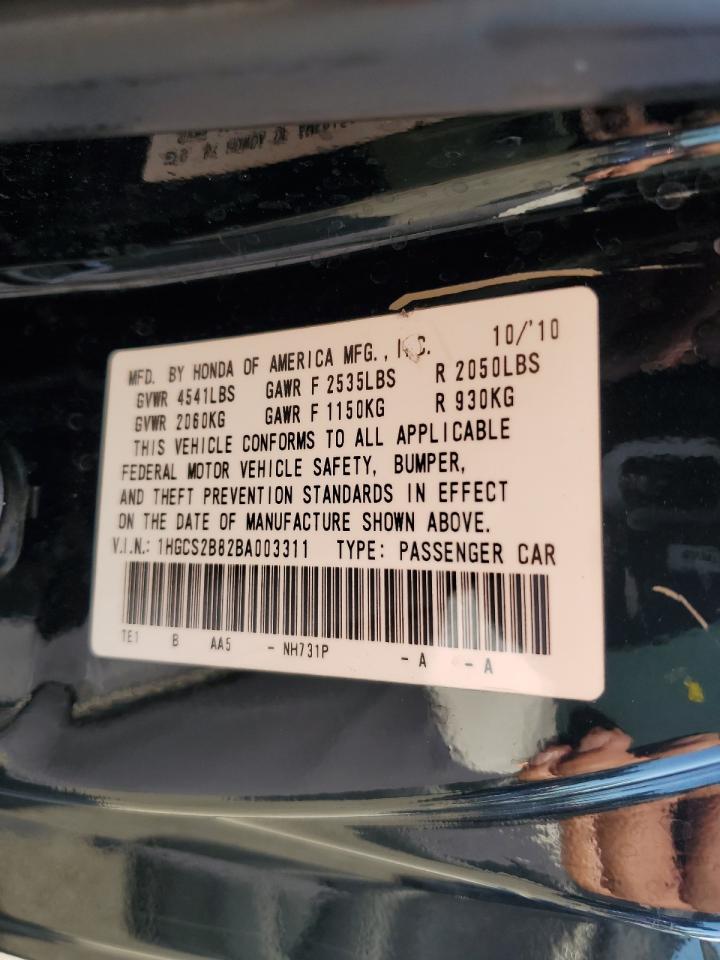 MFD. BY HONDA OF AMERICA MFG., INC. 10/'10
GVWR 4541LBS GAWR F 2535LBS R 2050LBS
GVWR 2060KG GAWR F 1150KG R 930KG
THIS VEHICLE CONFORMS TO ALL APPLICABLE
FEDERAL MOTOR VEHICLE SAFETY, BUMPER,
AND THEFT PREVENTION STANDARDS IN EFFECT
ON THE DATE OF MANUFACTURE SHOWN ABOVE.
V.I.N.: 1HGCS2B82BA003311 TYPE: PASSENGER CAR
TE1 B AA5 - NH731P - A - A